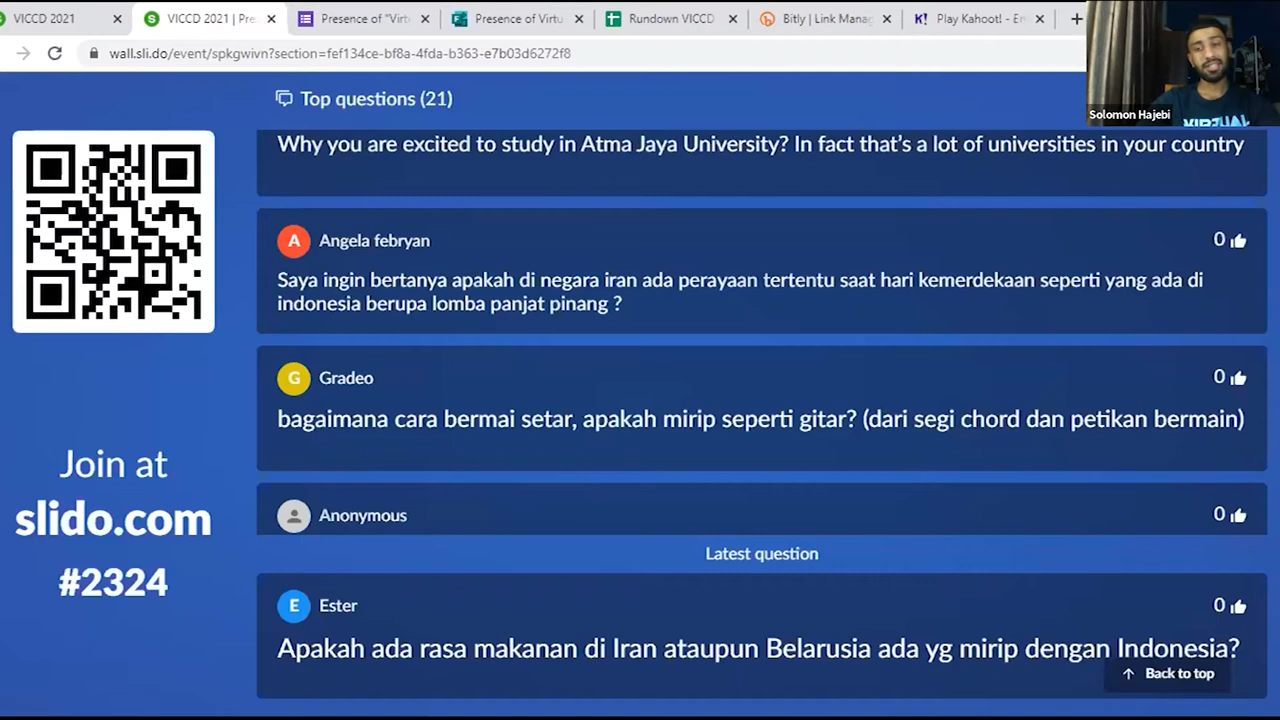 VICCD 2021
VICCD 2021 | Pres
Presence of "Virtu
Presence of Virtu
Rundown VICCD
Bitly | Link Manag
Play Kahoot! - En
wall.sli.do/event/spkgwivn?section=fef134ce-bf8a-4fda-b363-e7b03d6272f8
Solomon Hajebi
VIRTUAL
Top questions (21)
Why you are excited to study in Atma Jaya University? In fact that's a lot of universities in your country
A Angela febryan 0
Saya ingin bertanya apakah di negara iran ada perayaan tertentu saat hari kemerdekaan seperti yang ada di
indonesia berupa lomba panjat pinang ?
G Gradeo 0
bagaimana cara bermai setar, apakah mirip seperti gitar? (dari segi chord dan petikan bermain)
Anonymous 0
Latest question
E Ester 0
Apakah ada rasa makanan di Iran ataupun Belarusia ada yg mirip dengan Indonesia?
Back to top
Join at
slido.com
#2324